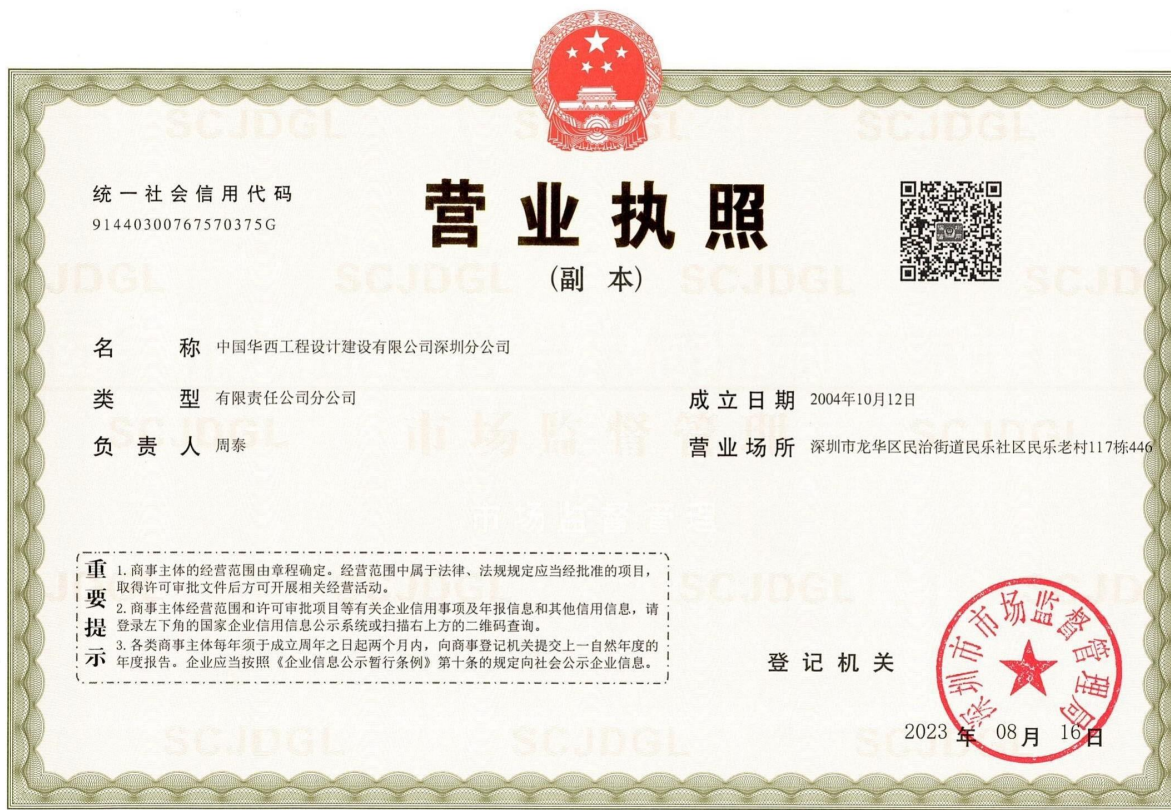 统一社会信用代码
91440300767570375G
营业执照
(副 本)
名 称 中国华西工程设计建设有限公司深圳分公司
类 型 有限责任公司分公司
成立日期 2004年10月12日
负责人 周泰
营业场所 深圳市龙华区民治街道民乐社区民乐老村117栋446
重要提示
1. 商事主体的经营范围由章程确定。经营范围中属于法律、法规规定应当经批准的项目，
取得许可审批文件后方可开展相关经营活动。
2. 商事主体经营范围和许可审批项目等有关企业信用事项及年报信息和其他信用信息，请
登录左下角的国家企业信用信息公示系统或扫描右上方的二维码查询。
3. 各类商事主体每年须于成立周年之日起两个月内，向商事登记机关提交上一自然年度的
年度报告。企业应当按照《企业信息公示暂行条例》第十条的规定向社会公示企业信息。
登记机关
深圳市市场监督管理局
2023 年 08 月 16 日
SCJDGL
市场监督管理